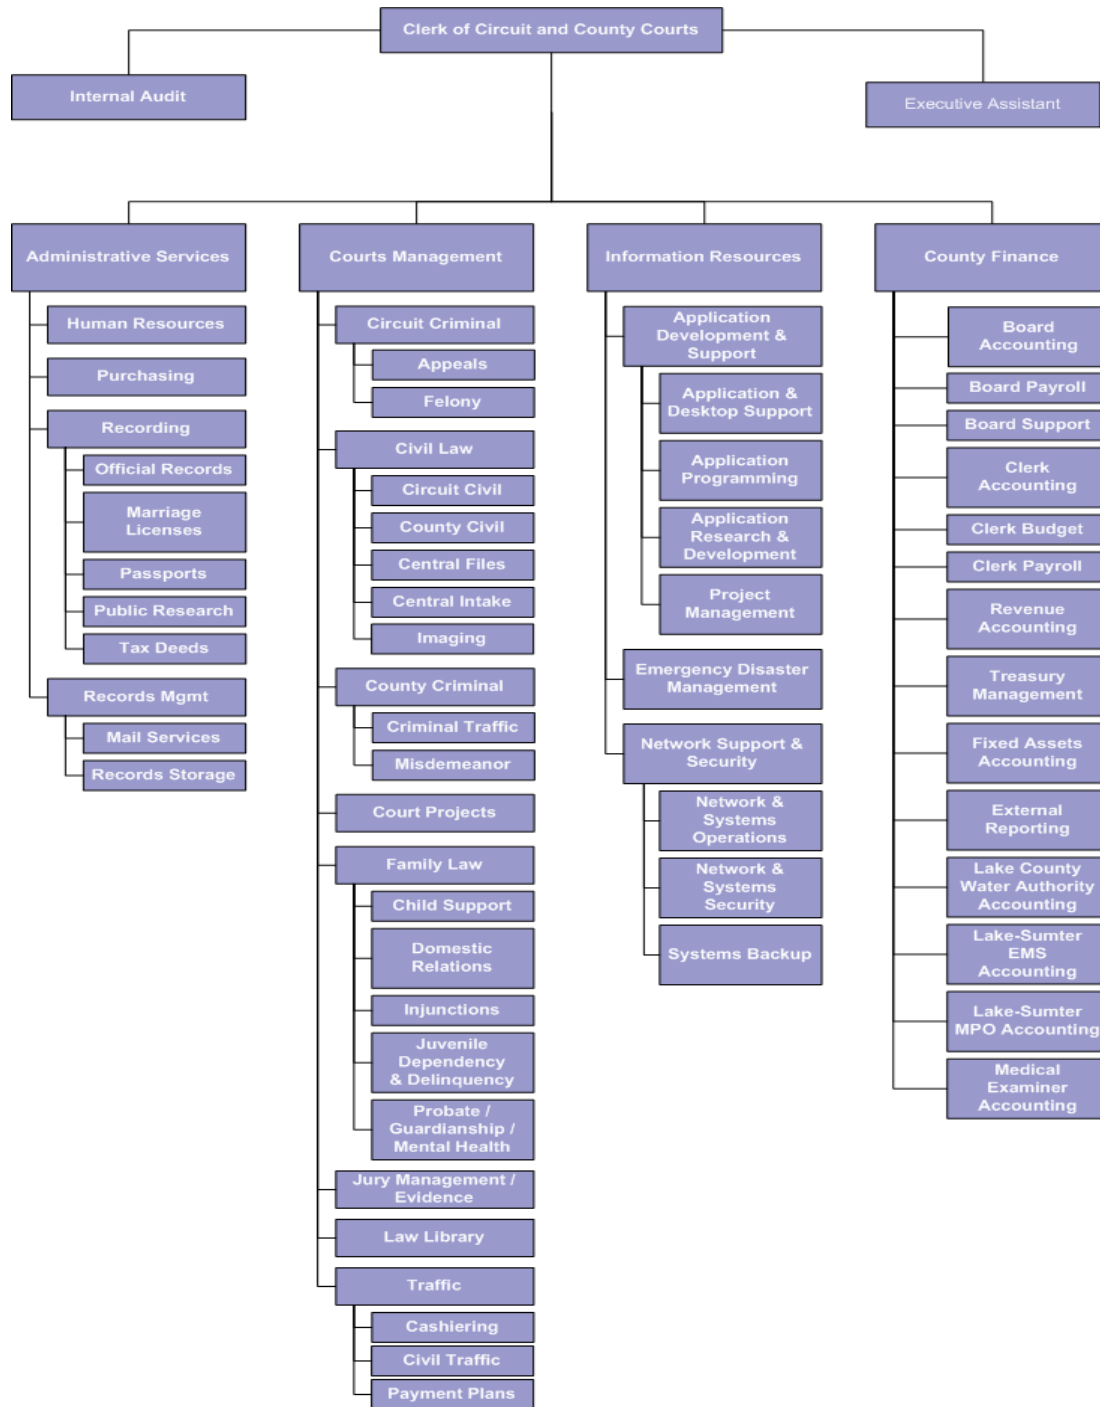 Clerk of Circuit and County Courts
Internal Audit
Executive Assistant
Administrative Services
Human Resources
Purchasing
Recording
Official Records
Marriage
Licenses
Passports
Public Research
Tax Deeds
Records Mgmt
Mail Services
Records Storage
Courts Management
Circuit Criminal
Appeals
Felony
Civil Law
Circuit Civil
County Civil
Central Files
Central Intake
Imaging
County Criminal
Criminal Traffic
Misdemeanor
Court Projects
Family Law
Child Support
Domestic
Relations
Injunctions
Juvenile
Dependency
& Delinquency
Probate /
Guardianship /
Mental Health
Jury Management /
Evidence
Law Library
Traffic
Cashiering
Civil Traffic
Payment Plans
Information Resources
Application
Development &
Support
Application &
Desktop Support
Application
Programming
Application
Research &
Development
Project
Management
Emergency Disaster
Management
Network Support &
Security
Network &
Systems
Operations
Network &
Systems
Security
Systems Backup
County Finance
Board
Accounting
Board Payroll
Board Support
Clerk
Accounting
Clerk Budget
Clerk Payroll
Revenue
Accounting
Treasury
Management
Fixed Assets
Accounting
External
Reporting
Lake County
Water Authority
Accounting
Lake-Sumter
EMS
Accounting
Lake-Sumter
MPO Accounting
Medical
Examiner
Accounting